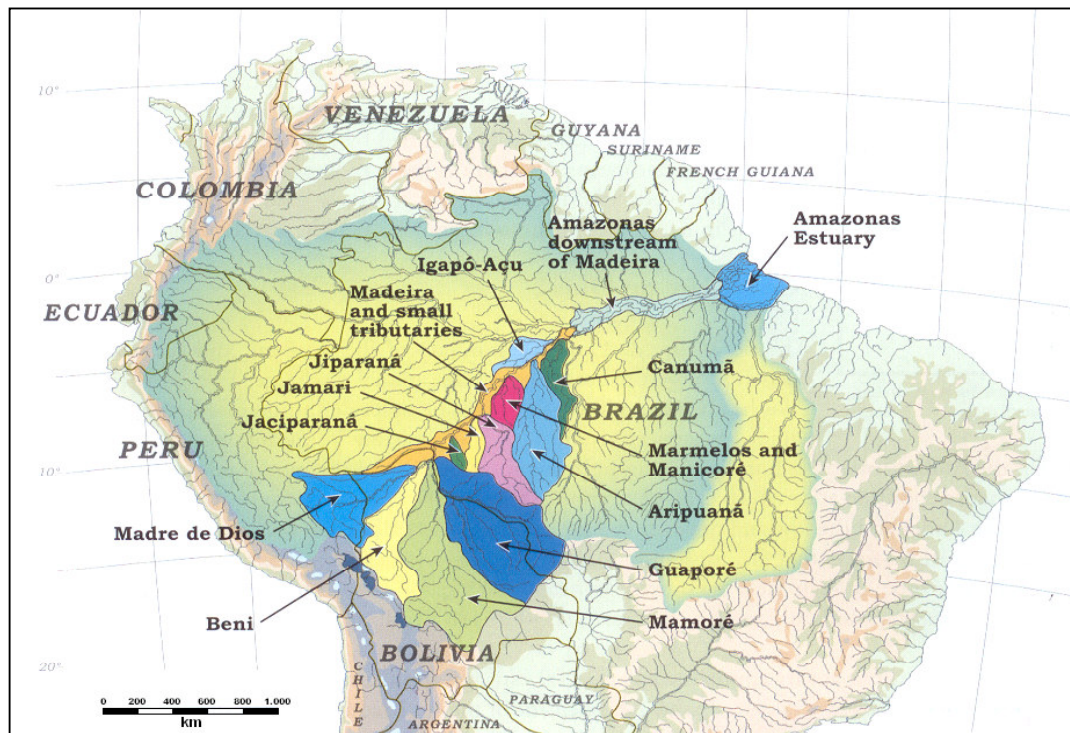 10°
VENEZUELA
GUYANA
SURINAME
FRENCH GUIANA
COLOMBIA
Amazonas
downstream
of Madeira
Amazonas
Estuary
Igapó-Açu
0°
ECUADOR
Madeira
and small
tributaries
Jiparaná
Jamari
Jaciparaná
Canumã
BRAZIL
PERU
Marmelos and
Manicoré
10°
Aripuanã
Madre de Dios
Guaporé
Beni
Mamoré
BOLIVIA
20°
CHILE
PARAGUAY
ARGENTINA
0 200 400 600 800 1.000
km